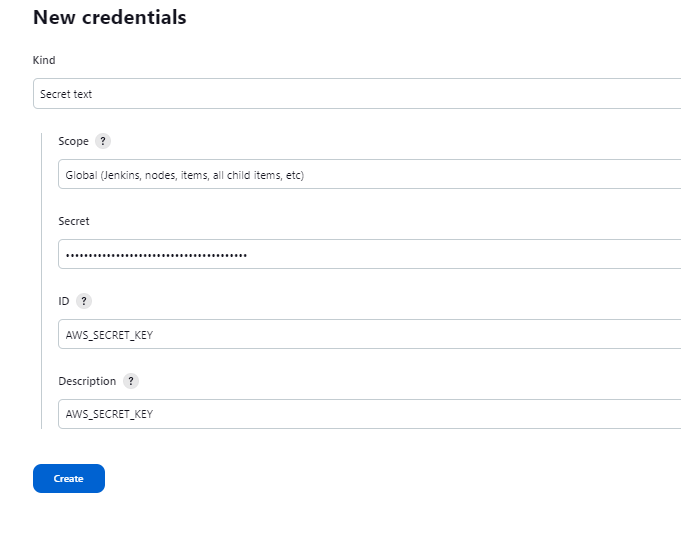 New credentials
Kind
Secret text
Scope ?
Global (Jenkins, nodes, items, all child items, etc)
Secret
••••••••••••••••••••••••••••••••••••••••
ID ?
AWS_SECRET_KEY
Description ?
AWS_SECRET_KEY
Create